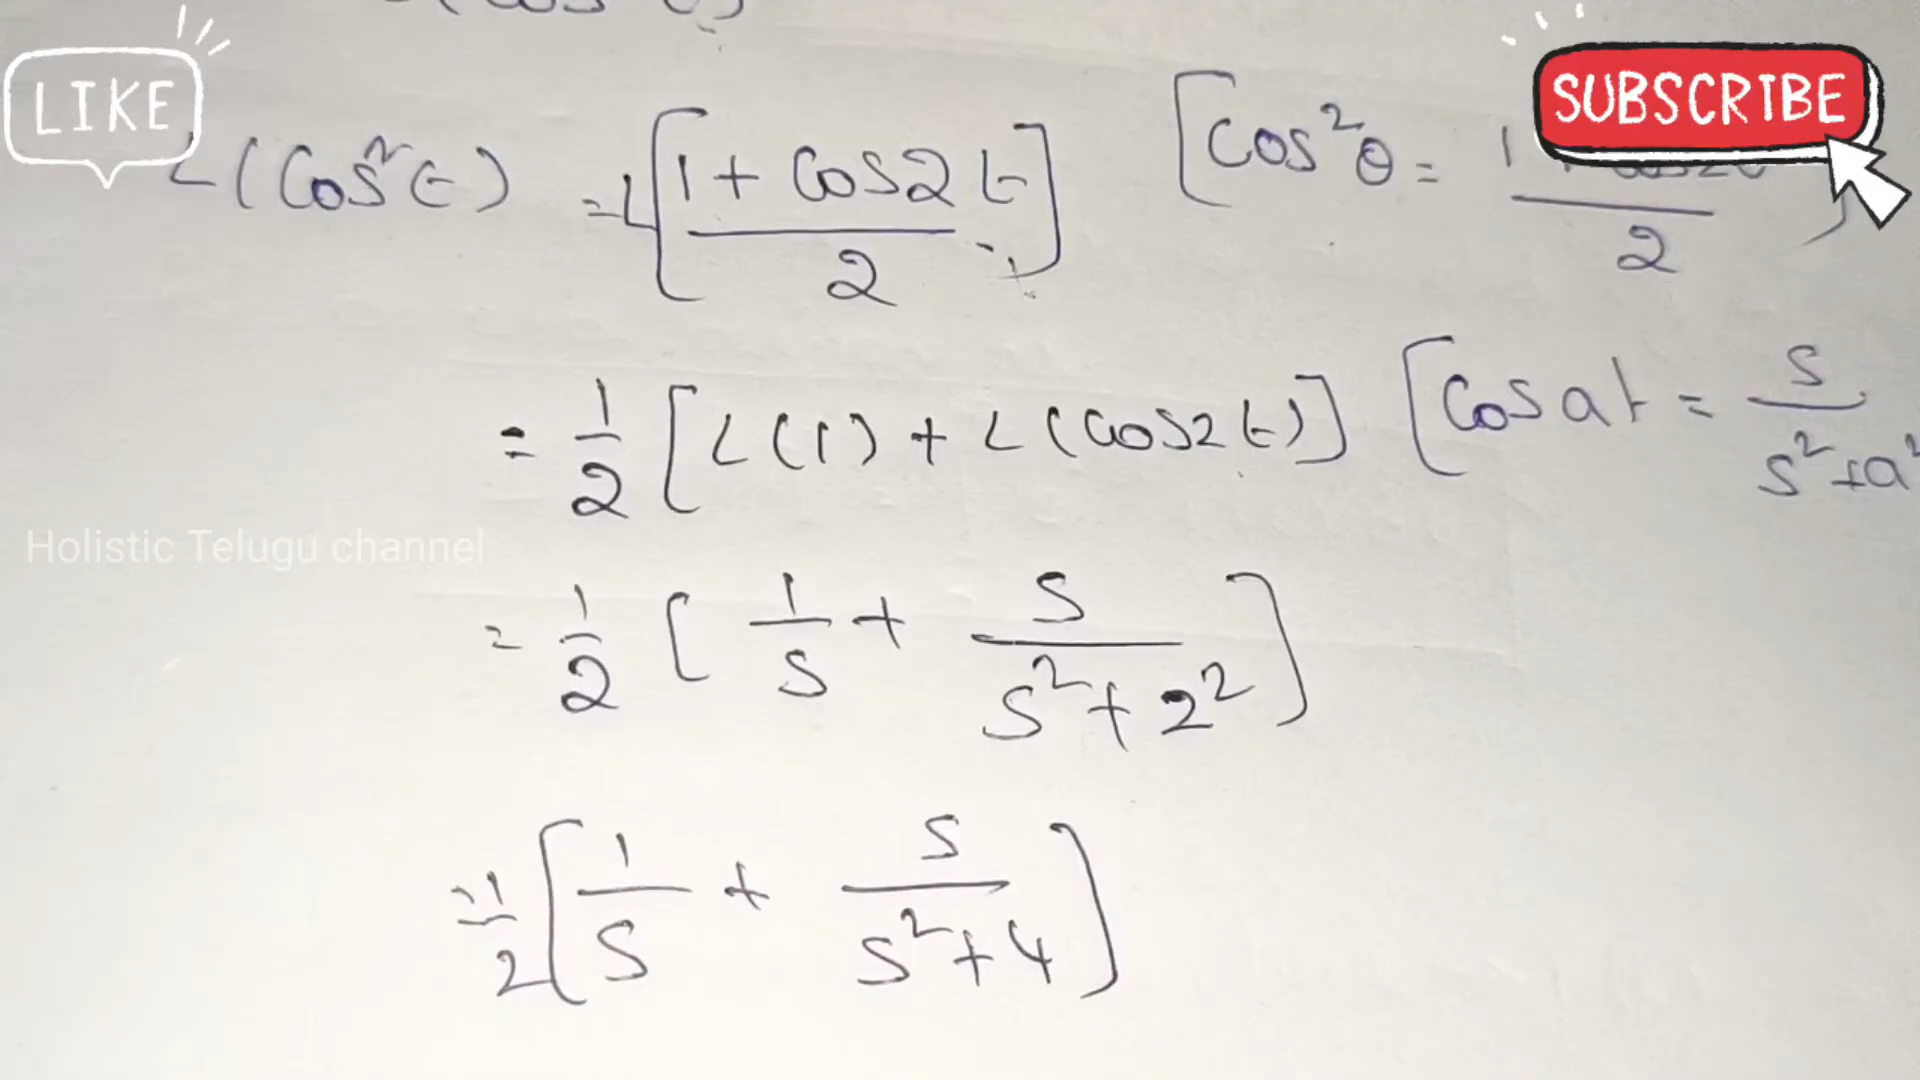 LIKE
SUBSCRIBE
L(Cos²t) = L[1 + Cos2t / 2] [Cos²θ = 1 + Cos2θ / 2]
= 1/2 [L(1) + L(Cos2t)] [Cos at = s / s²+a²
Holistic Telugu channel
= 1/2 [1/s + s / s²+2²]
= 1/2 [1/s + s / s²+4]